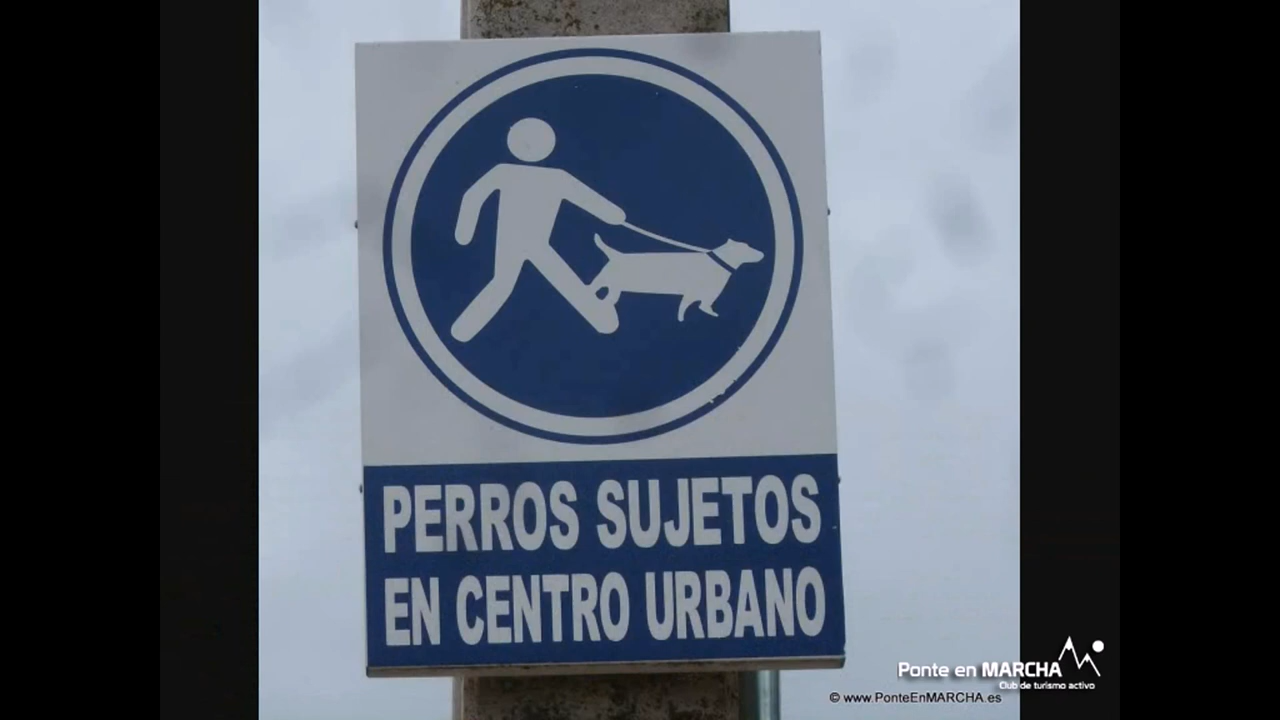 PERROS SUJETOS
EN CENTRO URBANO
Ponte en MARCHA
Club de turismo activo
© www.PonteEnMARCHA.es